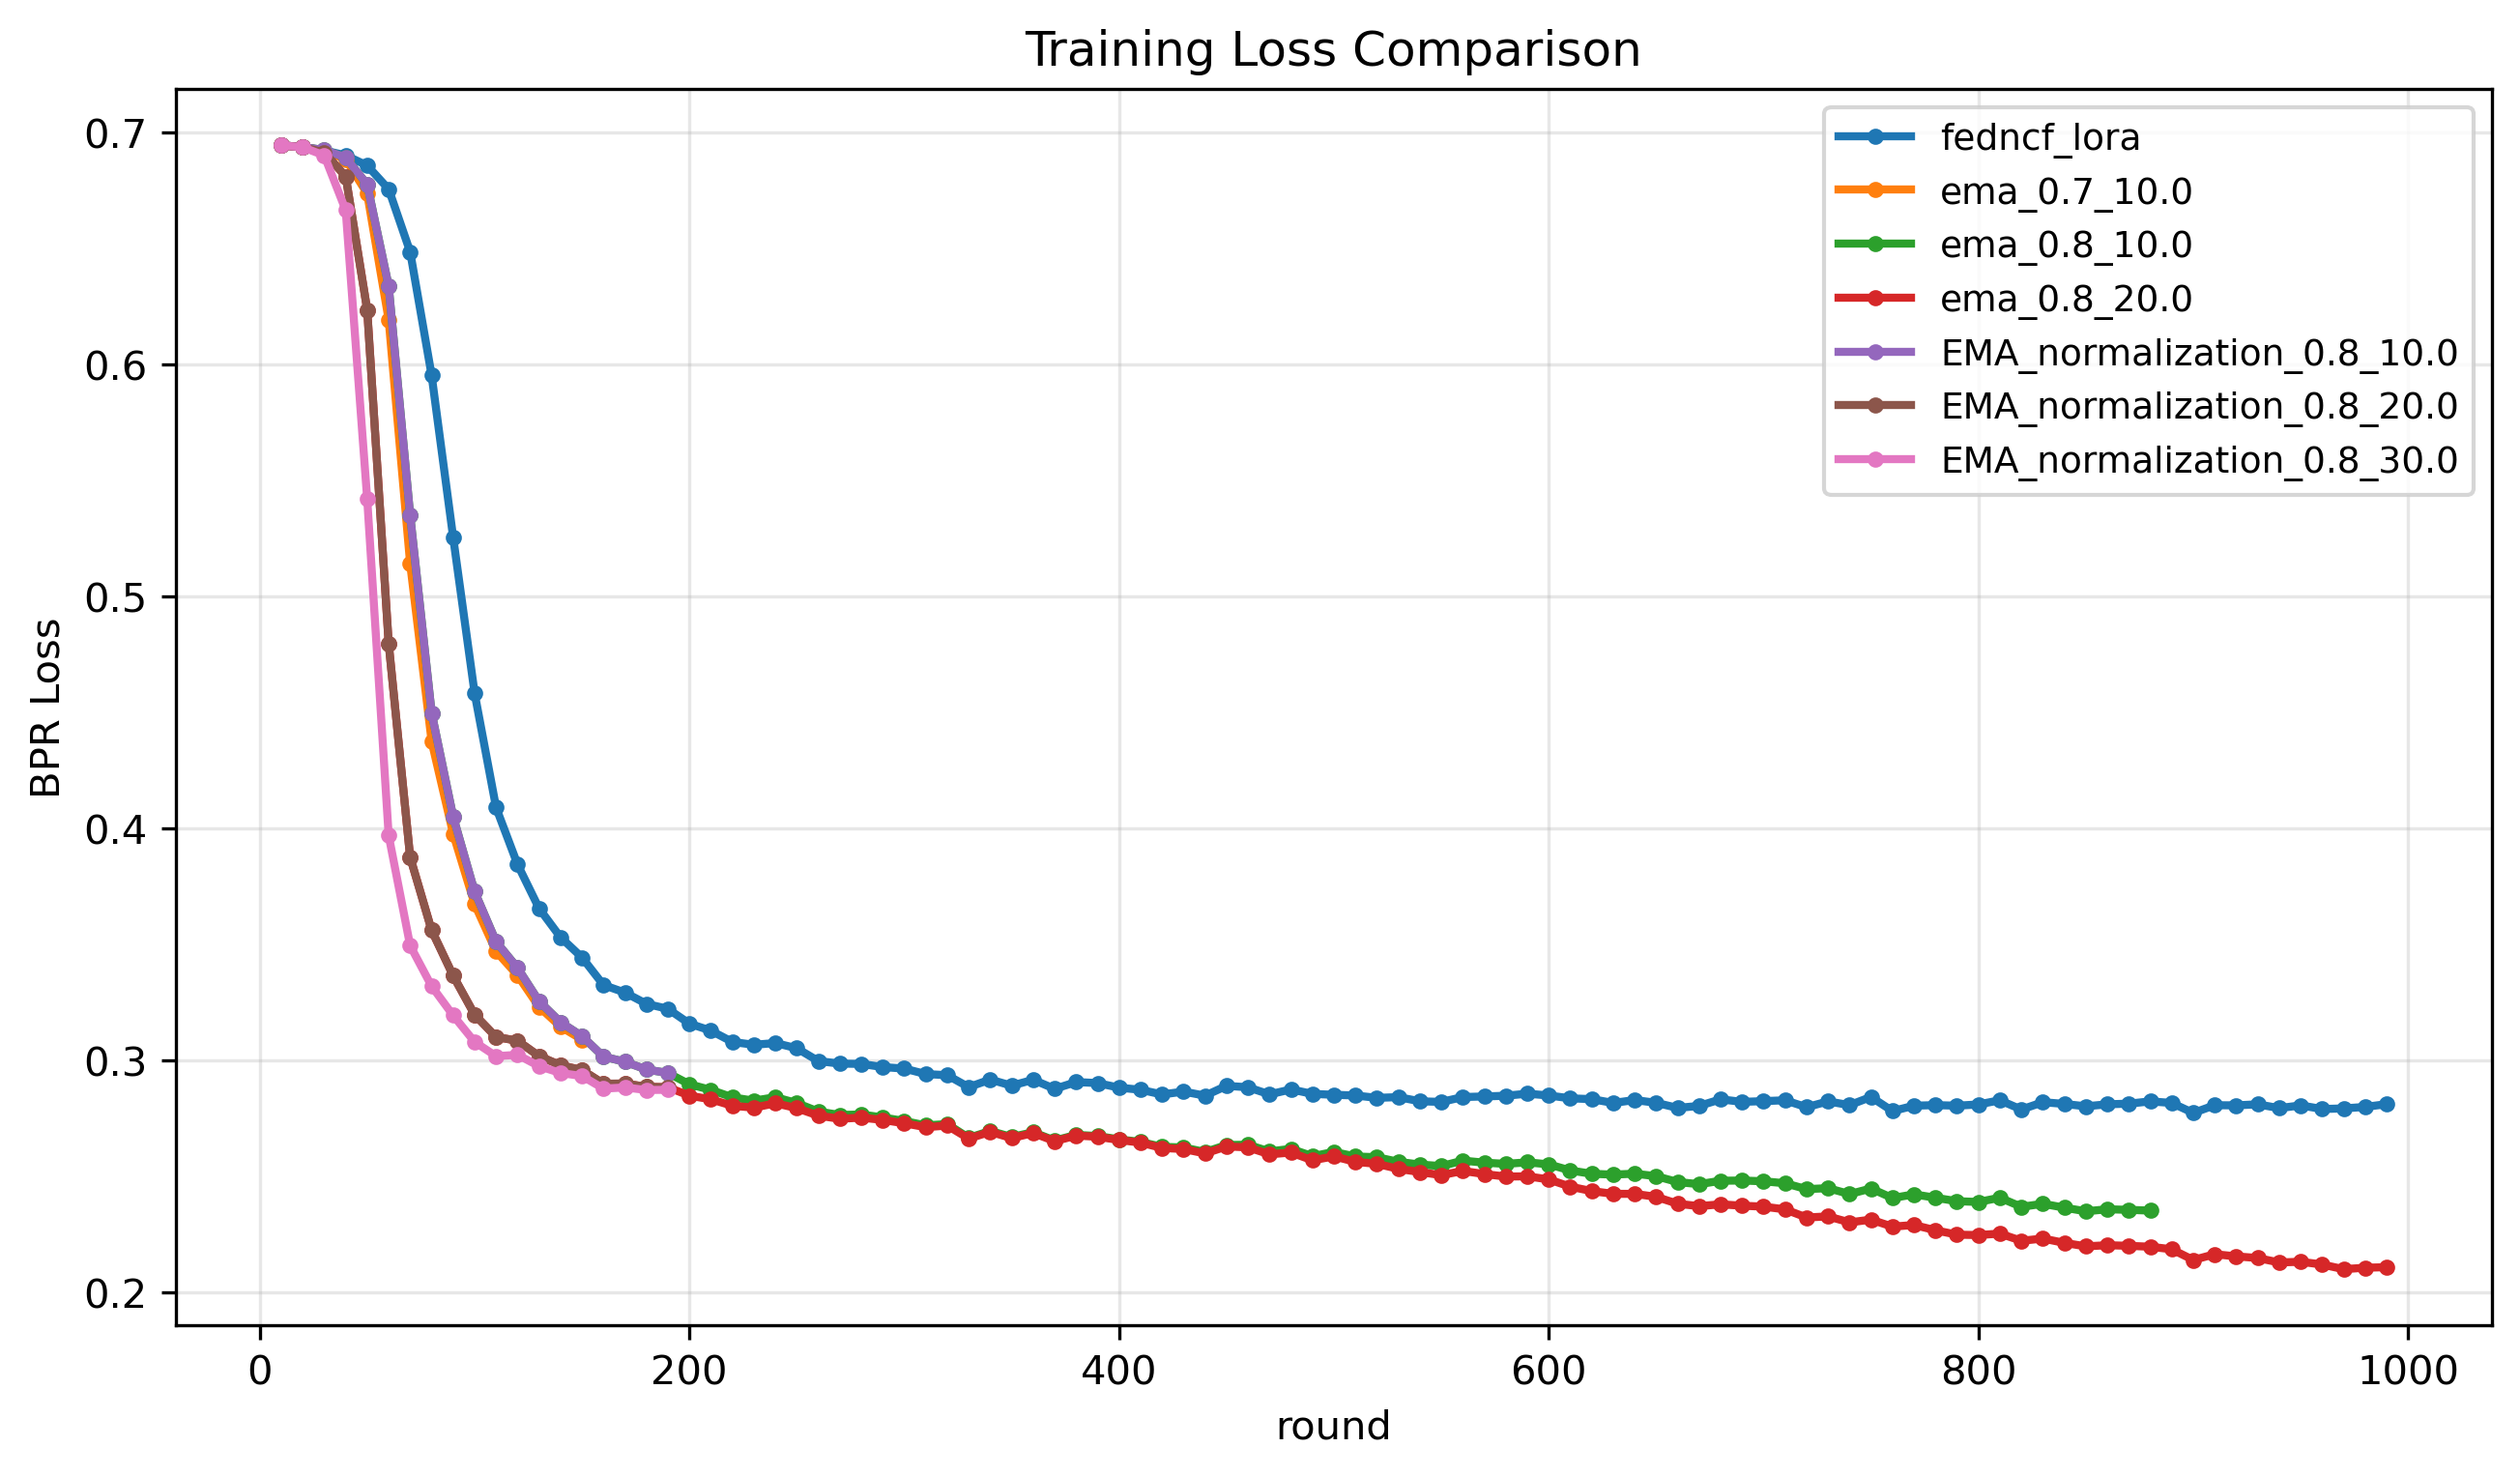 Training Loss Comparison
fedncf_lora
ema_0.7_10.0
ema_0.8_10.0
ema_0.8_20.0
EMA_normalization_0.8_10.0
EMA_normalization_0.8_20.0
EMA_normalization_0.8_30.0
BPR Loss
0.7
0.6
0.5
0.4
0.3
0.2
0 200 400 600 800 1000
round